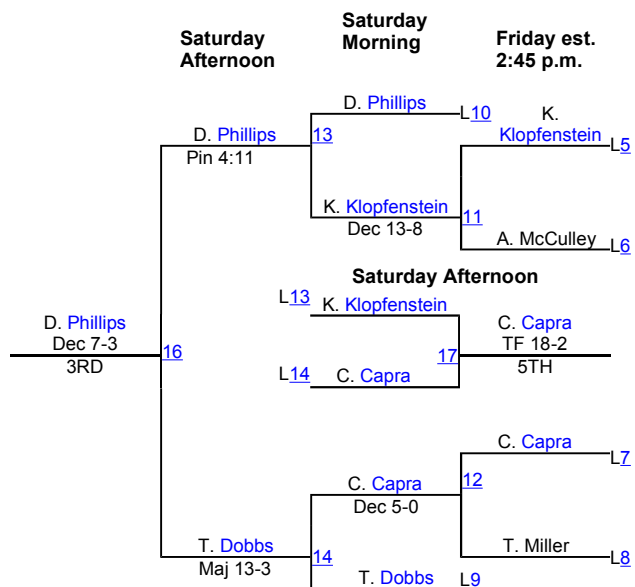 Saturday
Afternoon
Saturday
Morning
Friday est.
2:45 p.m.
D. Phillips
L10
K.
Klopfenstein
L5
D. Phillips
13
Pin 4:11
K. Klopfenstein
11
Dec 13-8
A. McCulley
L6
Saturday Afternoon
L13
K. Klopfenstein
D. Phillips
Dec 7-3
16
3RD
17
C. Capra
TF 18-2
5TH
L14
C. Capra
C. Capra
L7
C. Capra
12
Dec 5-0
T. Dobbs
14
Maj 13-3
T. Miller
L8
T. Dobbs
L9